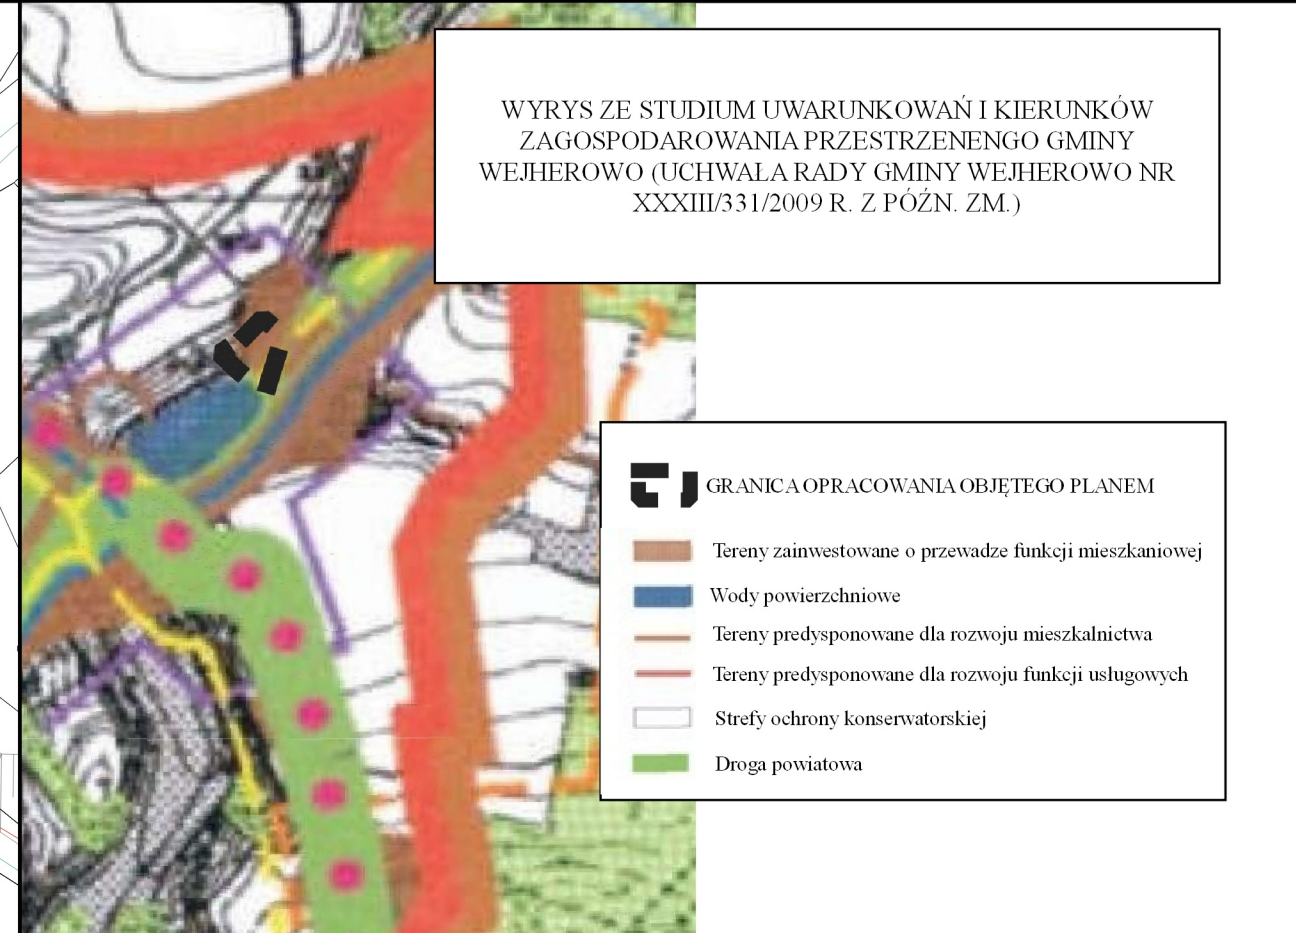 WYRYS ZE STUDIUM UWARUNKOWAŃ I KIERUNKÓW
ZAGOSPODAROWANIA PRZESTRZENENGO GMINY
WEJHEROWO (UCHWAŁA RADY GMINY WEJHEROWO NR
XXXIII/331/2009 R. Z PÓŹN. ZM.)
GRANICA OPRACOWANIA OBJĘTEGO PLANEM
Tereny zainwestowane o przewadze funkcji mieszkaniowej
Wody powierzchniowe
Tereny predysponowane dla rozwoju mieszkalnictwa
Tereny predysponowane dla rozwoju funkcji usługowych
Strefy ochrony konserwatorskiej
Droga powiatowa